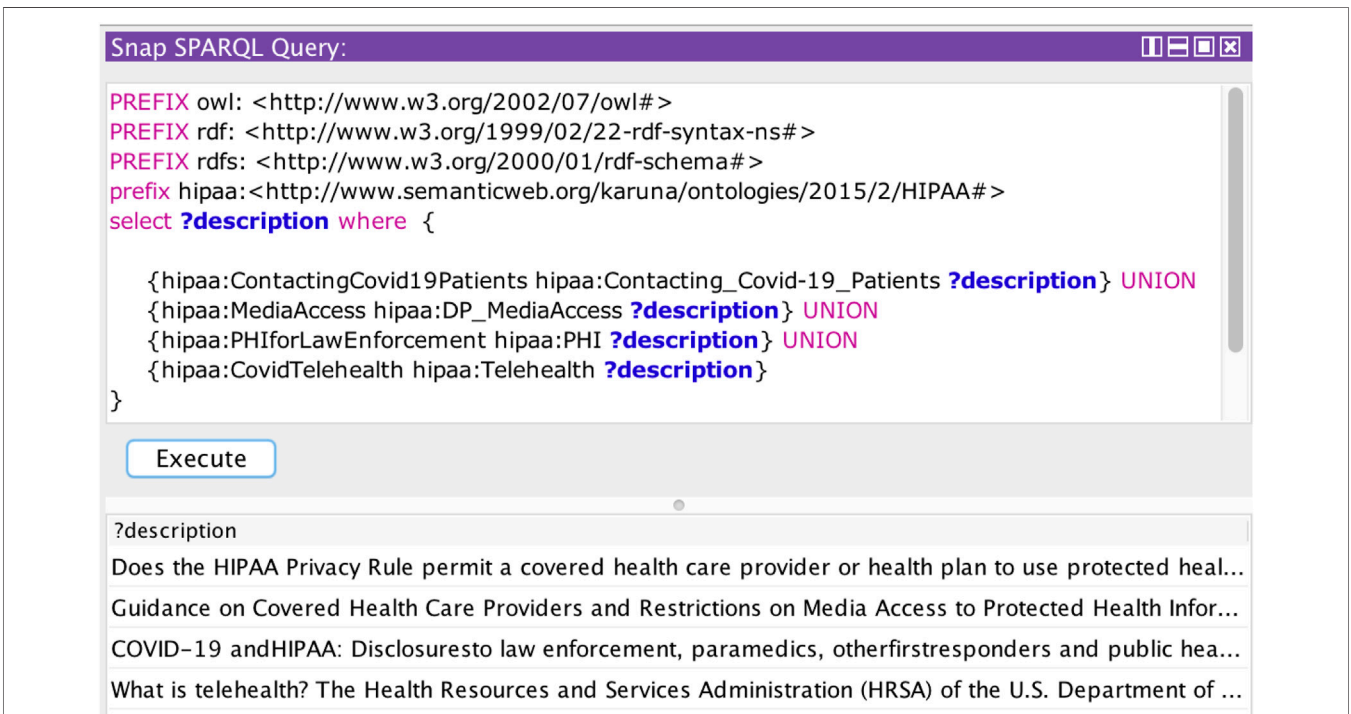 Snap SPARQL Query:
PREFIX owl: <http://www.w3.org/2002/07/owl#>
PREFIX rdf: <http://www.w3.org/1999/02/22-rdf-syntax-ns#>
PREFIX rdfs: <http://www.w3.org/2000/01/rdf-schema#>
prefix hipaa:<http://www.semanticweb.org/karuna/ontologies/2015/2/HIPAA#>
select ?description where {
{hipaa:ContactingCovid19Patients hipaa:Contacting_Covid-19_Patients ?description} UNION
{hipaa:MediaAccess hipaa:DP_MediaAccess ?description} UNION
{hipaa:PHIforLawEnforcement hipaa:PHI ?description} UNION
{hipaa:CovidTelehealth hipaa:Telehealth ?description}
}
Execute
?description
Does the HIPAA Privacy Rule permit a covered health care provider or health plan to use protected heal...
Guidance on Covered Health Care Providers and Restrictions on Media Access to Protected Health Infor...
COVID-19 andHIPAA: Disclosuresto law enforcement, paramedics, otherfirstresponders and public hea...
What is telehealth? The Health Resources and Services Administration (HRSA) of the U.S. Department of ...